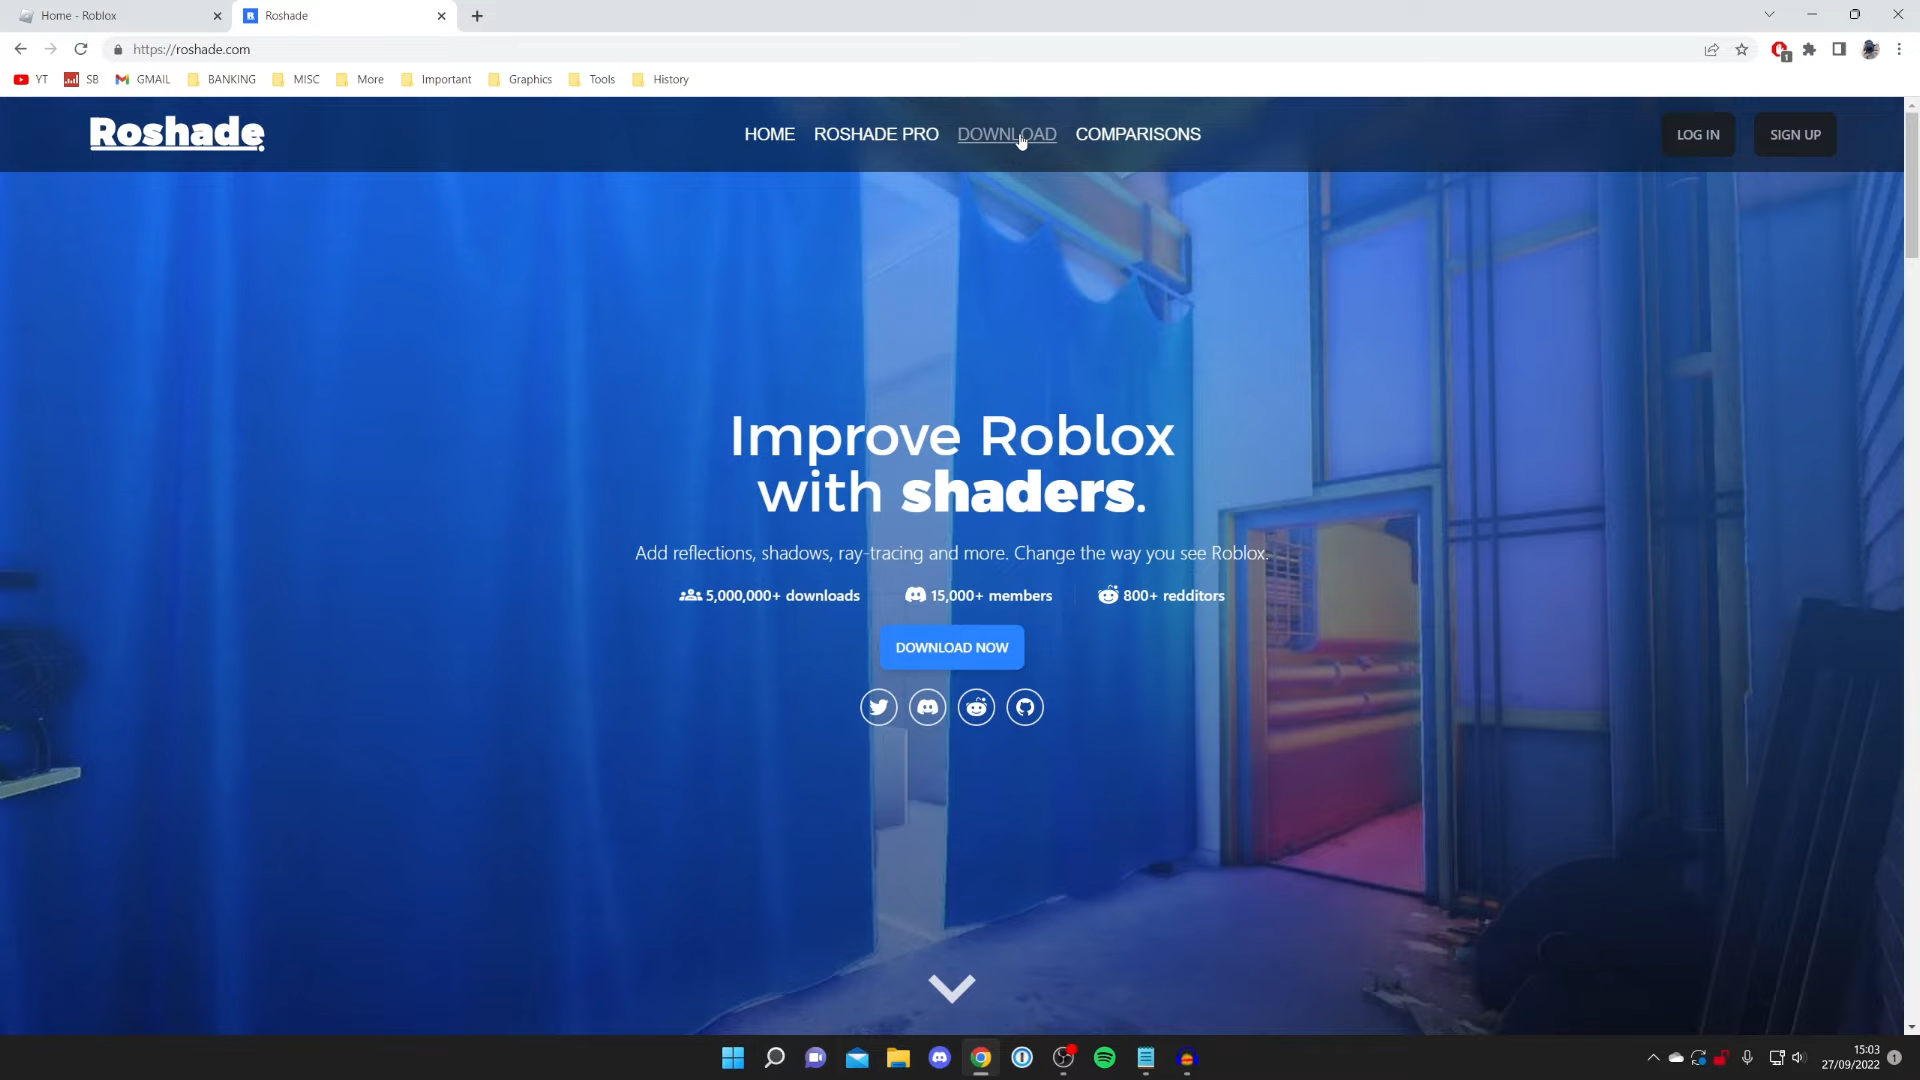 Home - Roblox
Roshade
https://roshade.com
1
YT
SB
GMAIL
BANKING
MISC
More
Important
Graphics
Tools
History
Roshade.
HOME
ROSHADE PRO
DOWNLOAD
COMPARISONS
LOG IN
SIGN UP
Improve Roblox
with shaders.
Add reflections, shadows, ray-tracing and more. Change the way you see Roblox.
5,000,000+ downloads
15,000+ members
800+ redditors
DOWNLOAD NOW
15:03
27/09/2022
1